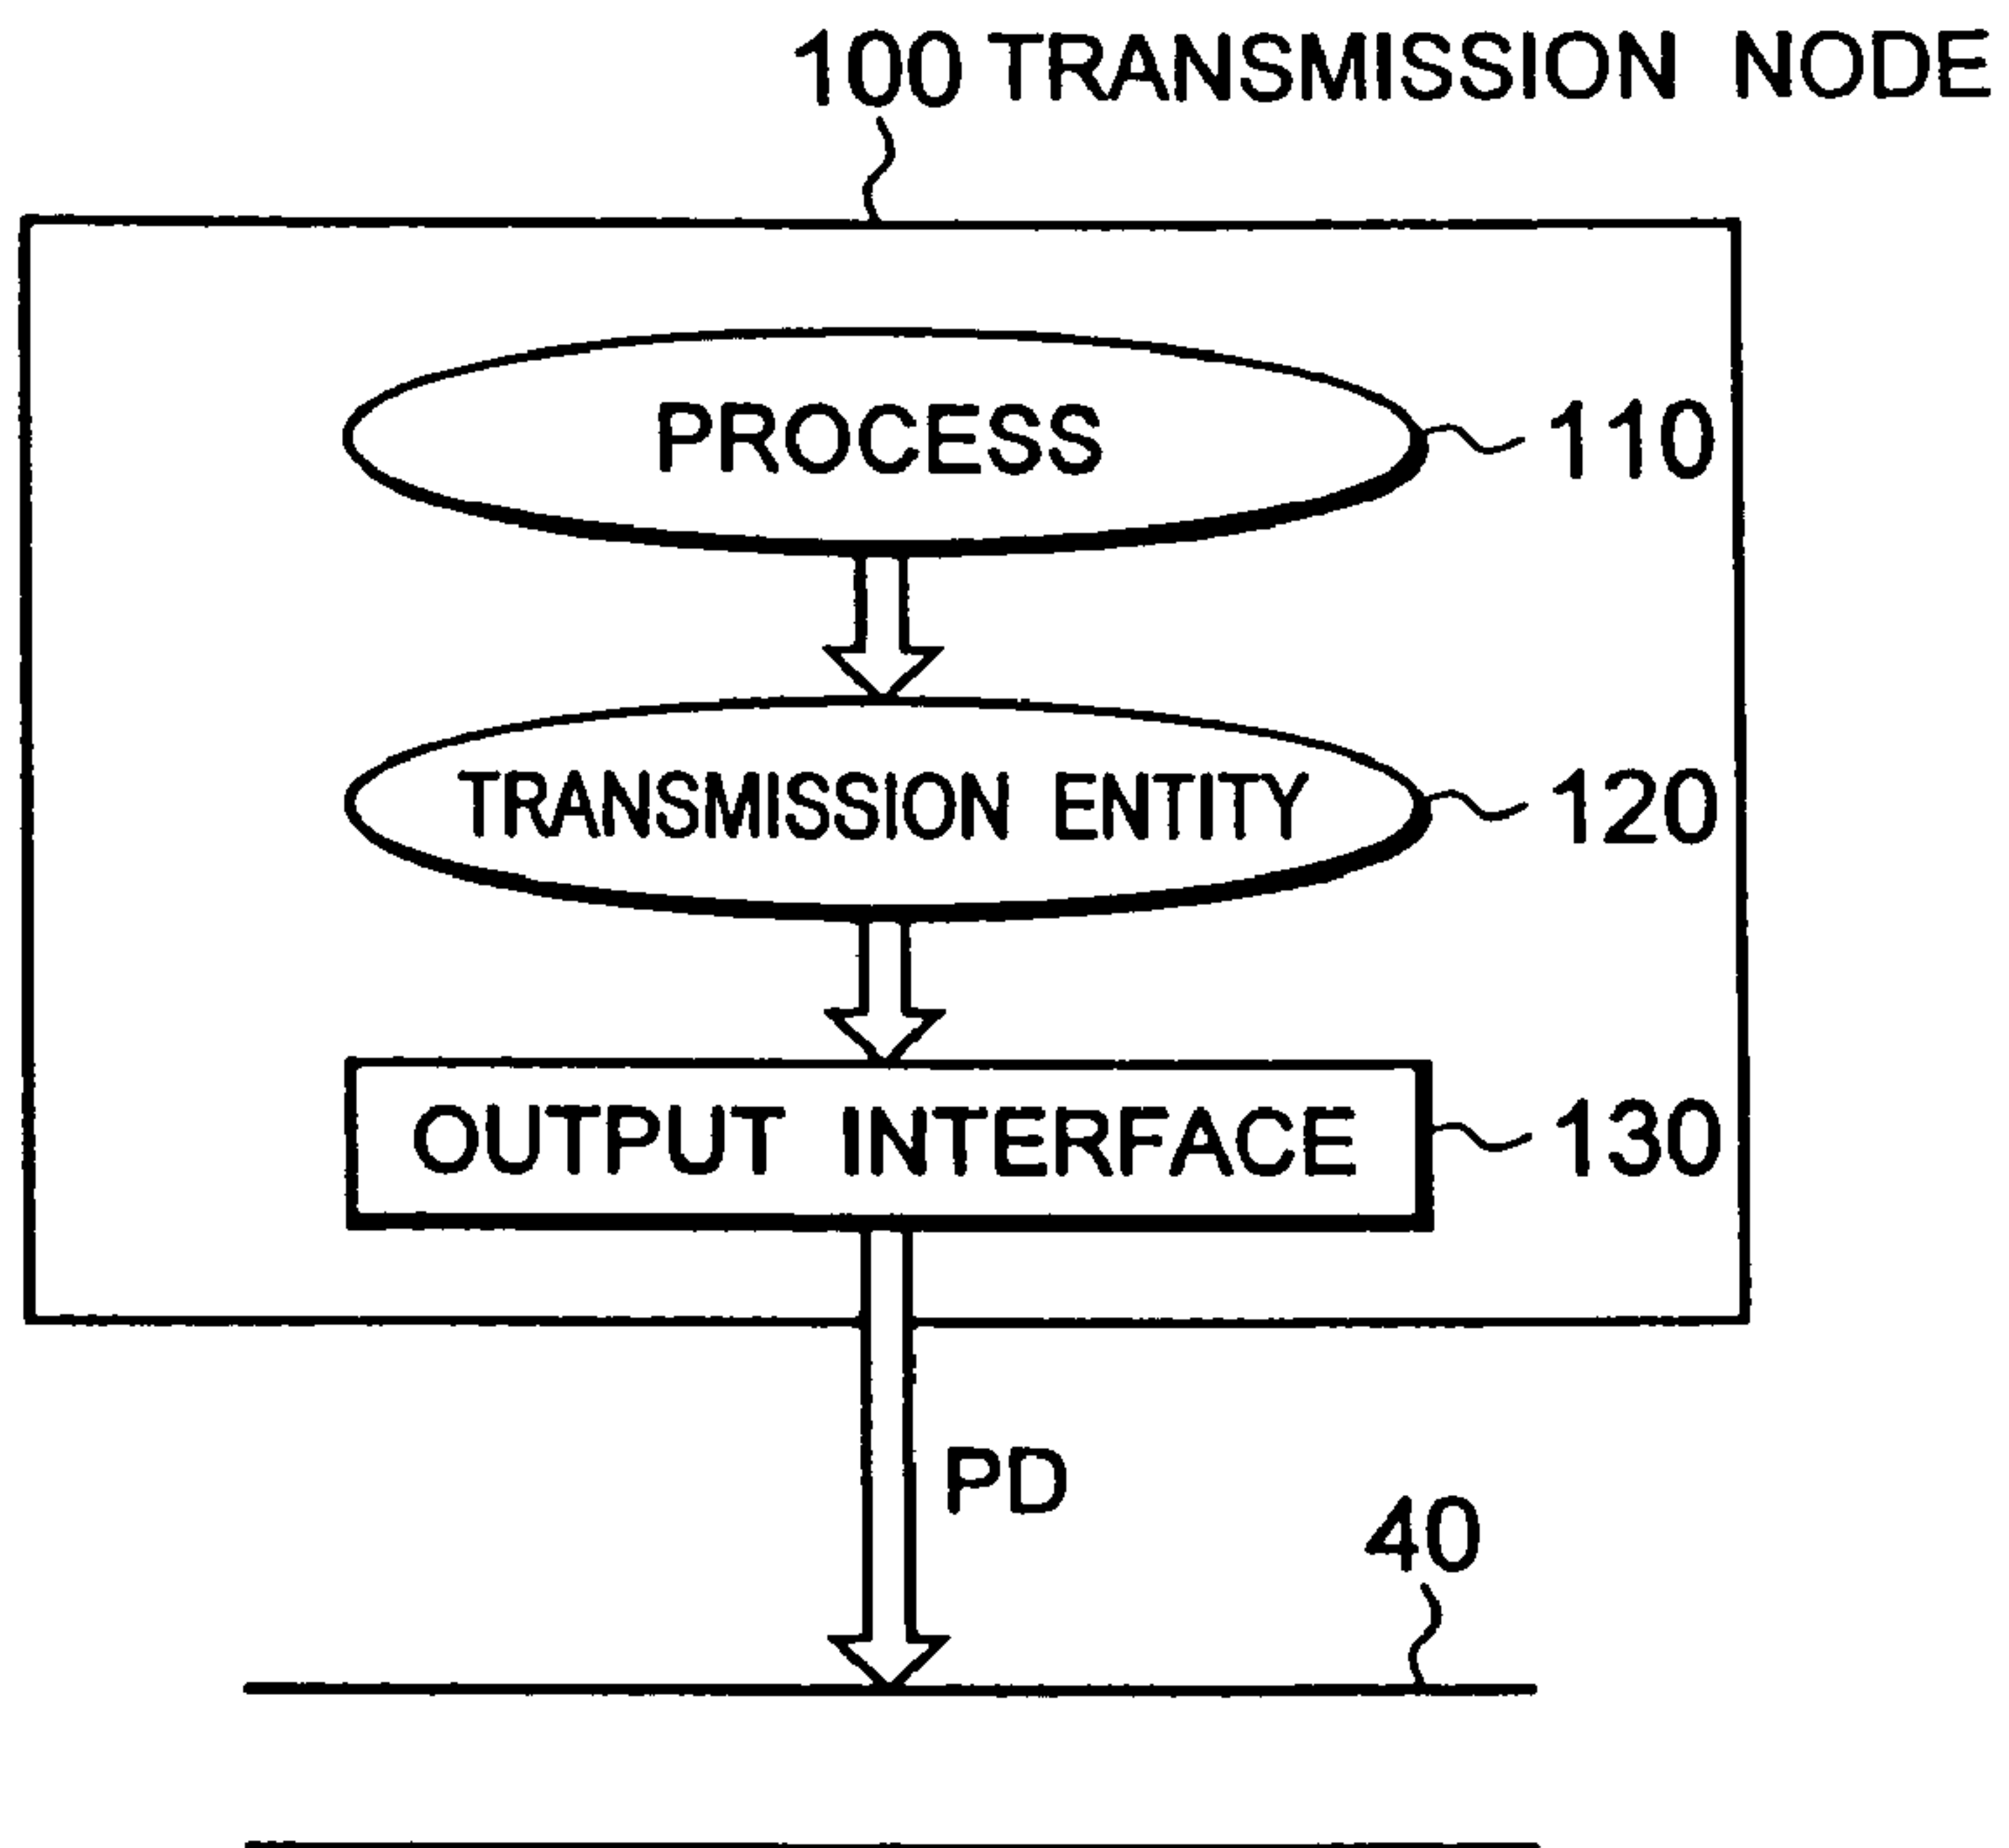 100 TRANSMISSION NODE
PROCESS 110
TRANSMISSION ENTITY 120
OUTPUT INTERFACE 130
PD
40